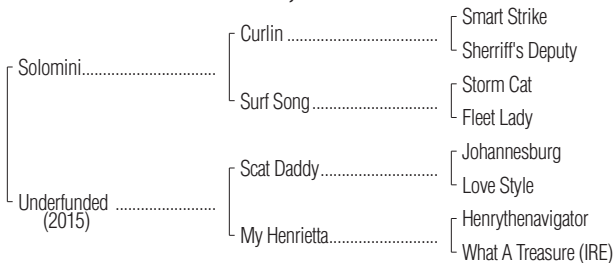 Smart Strike
Curlin ..........................................
Sherriff's Deputy
Solomini.....................................
Storm Cat
Surf Song...................................
Fleet Lady
Johannesburg
Scat Daddy.................................
Love Style
Underfunded ............................
(2015)
Henrythenavigator
My Henrietta..............................
What A Treasure (IRE)